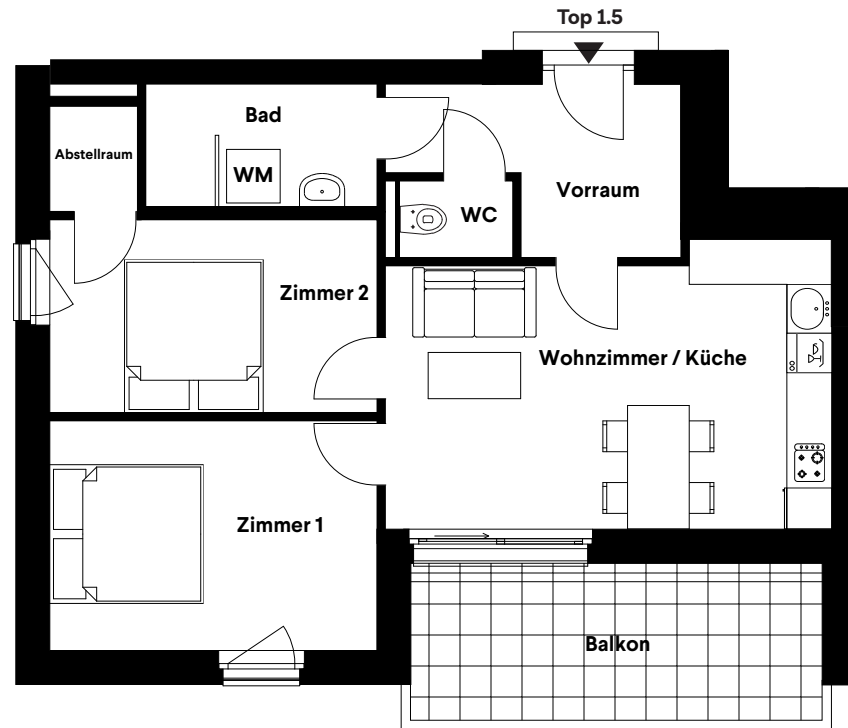 Top 1.5
Bad
Abstellraum
WM
WC
Vorraum
Zimmer 2
Wohnzimmer / Küche
Zimmer 1
Balkon